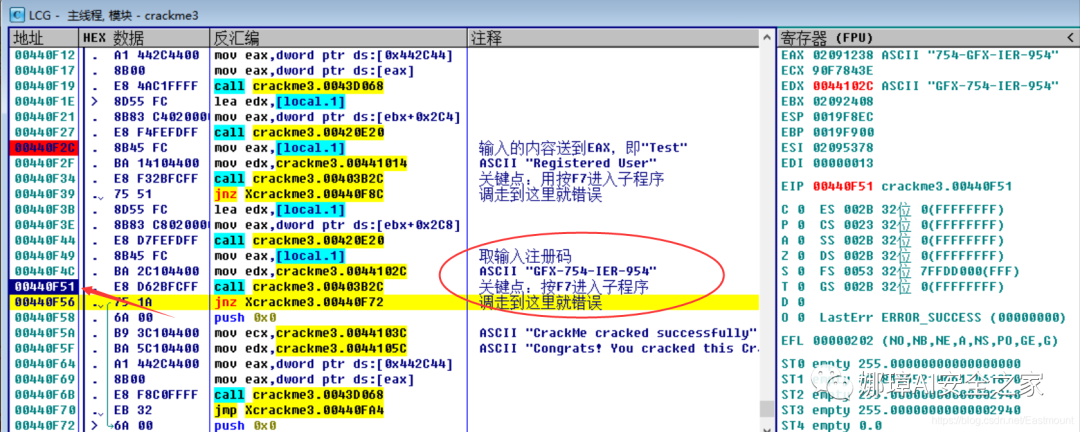 LCG - 主线程, 模块 - crackme3
地址 HEX 数据 反汇编 注释 寄存器 (FPU) <
00440F12 . A1 442C4400 mov eax,dword ptr ds:[0x442C44] EAX 02091238 ASCII "754-GFX-IER-954"
00440F17 . 8B00 mov eax,dword ptr ds:[eax] ECX 90F7843E
00440F19 . E8 4AC1FFFF call crackme3.0043D068 EDX 0044102C ASCII "GFX-754-IER-954"
00440F1E > 8D55 FC lea edx,[local.1] EBX 02092408
00440F21 . 8B83 C4020000 mov eax,dword ptr ds:[ebx+0x2C4] ESP 0019F8EC
00440F27 . E8 F4FEFDFF call crackme3.00420E20 EBP 0019F900
00440F2C . 8B45 FC mov eax,[local.1] 输入的内容送到EAX，即"Test" ESI 02095378
00440F2F . BA 14104400 mov edx,crackme3.00441014 ASCII "Registered User" EDI 00000013
00440F34 . E8 F32BFCFF call crackme3.00403B2C 关键点：用按F7进入子程序
00440F39 . 75 51 jnz Xcrackme3.00440F8C 调走到这里就错误 EIP 00440F51 crackme3.00440F51
00440F3B . 8D55 FC lea edx,[local.1]
00440F3E . 8B83 C8020000 mov eax,dword ptr ds:[ebx+0x2C8] C 0 ES 002B 32位 0(FFFFFFFF)
00440F44 . E8 D7FEFDFF call crackme3.00420E20 P 0 CS 0023 32位 0(FFFFFFFF)
00440F49 . 8B45 FC mov eax,[local.1] 取输入注册码 A 0 SS 002B 32位 0(FFFFFFFF)
00440F4C . BA 2C104400 mov edx,crackme3.0044102C ASCII "GFX-754-IER-954" Z 0 DS 002B 32位 0(FFFFFFFF)
00440F51 . E8 D62BFCFF call crackme3.00403B2C 关键点：按F7进入子程序 S 0 FS 0053 32位 7FFDD000(FFF)
00440F56 . 75 1A jnz Xcrackme3.00440F72 调走到这里就错误 T 0 GS 002B 32位 0(FFFFFFFF)
00440F58 . 6A 00 push 0x0 D 0
00440F5A . B9 3C104400 mov ecx,crackme3.0044103C ASCII "CrackMe cracked successfully" O 0 LastErr ERROR_SUCCESS (00000000)
00440F5F . BA 5C104400 mov edx,crackme3.0044105C ASCII "Congrats! You cracked this Cr EFL 00000202 (NO,NB,NE,A,NS,PO,GE,G)
00440F64 . A1 442C4400 mov eax,dword ptr ds:[0x442C44]
00440F69 . 8B00 mov eax,dword ptr ds:[eax] ST0 empty 255.00000000000000000
00440F6B . E8 F8C0FFFF call crackme3.0043D068 ST1 empty
00440F70 . EB 32 jmp Xcrackme3.00440FA4 ST2 empty
00440F72 > 6A 00 push 0x0 ST3 empty 255.00000000000002940
ST4 empty 0.0
娜璋AI安全之家